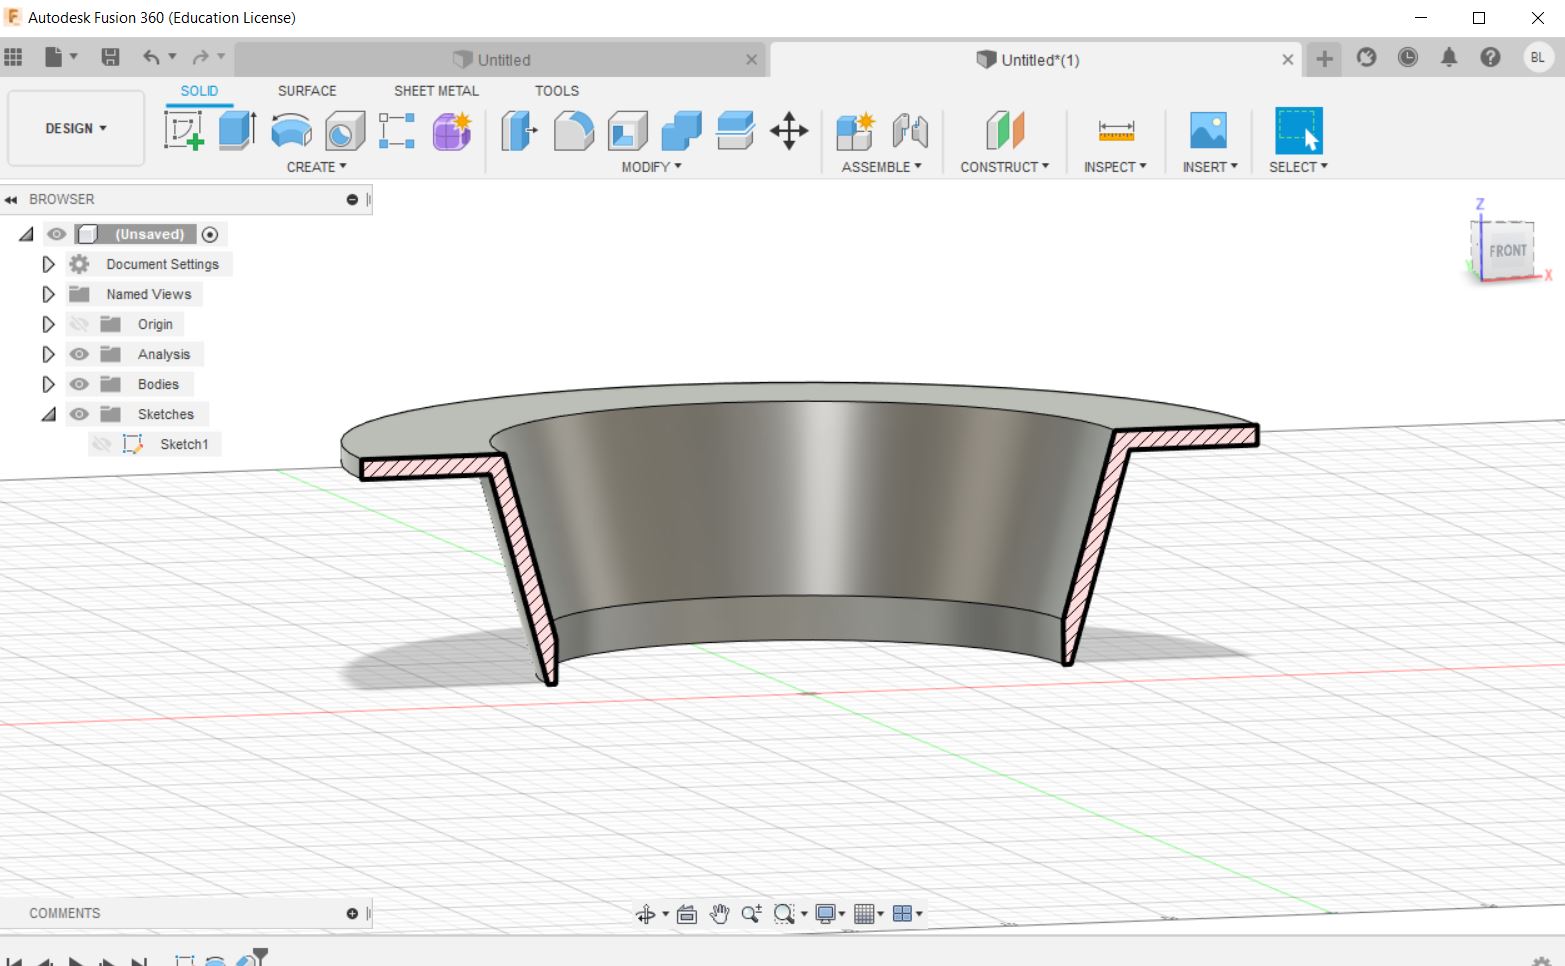 Autodesk Fusion 360 (Education License)
Untitled
Untitled*(1)
BL
DESIGN
SOLID
SURFACE
SHEET METAL
TOOLS
CREATE
MODIFY
ASSEMBLE
CONSTRUCT
INSPECT
INSERT
SELECT
BROWSER
(Unsaved)
Document Settings
Named Views
Origin
Analysis
Bodies
Sketches
Sketch1
Z
FRONT
Y
X
COMMENTS